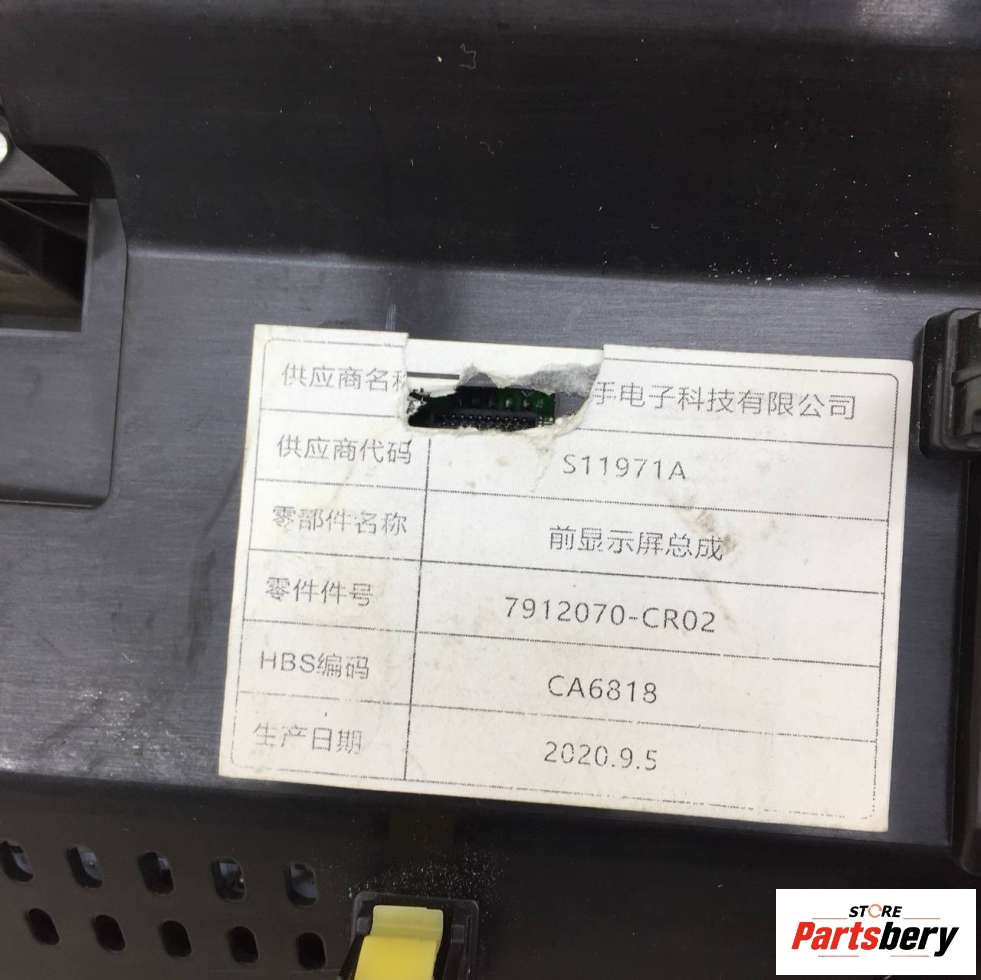 供应商名称 手电子科技有限公司
供应商代码 S11971A
零部件名称 前显示屏总成
零件件号 7912070-CR02
HBS编码 CA6818
生产日期 2020.9.5
STORE
Partsbery